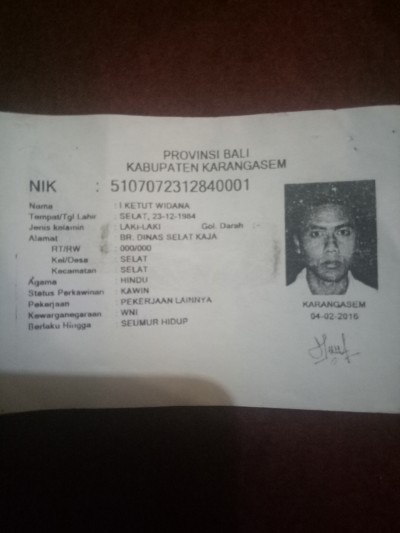 PROVINSI BALI
KABUPATEN KARANGASEM
NIK : 5107072312840001
Nama : I KETUT WIDANA
Tempat/Tgl Lahir : SELAT, 23-12-1984
Jenis kelamin : LAKI-LAKI Gol. Darah :
Alamat : BR. DINAS SELAT KAJA
RT/RW : 000/000
Kel/Desa : SELAT
Kecamatan : SELAT
Agama : HINDU
Status Perkawinan : KAWIN
Pekerjaan : PEKERJAAN LAINNYA
Kewarganegaraan : WNI
Berlaku Hingga : SEUMUR HIDUP
KARANGASEM
04-02-2016